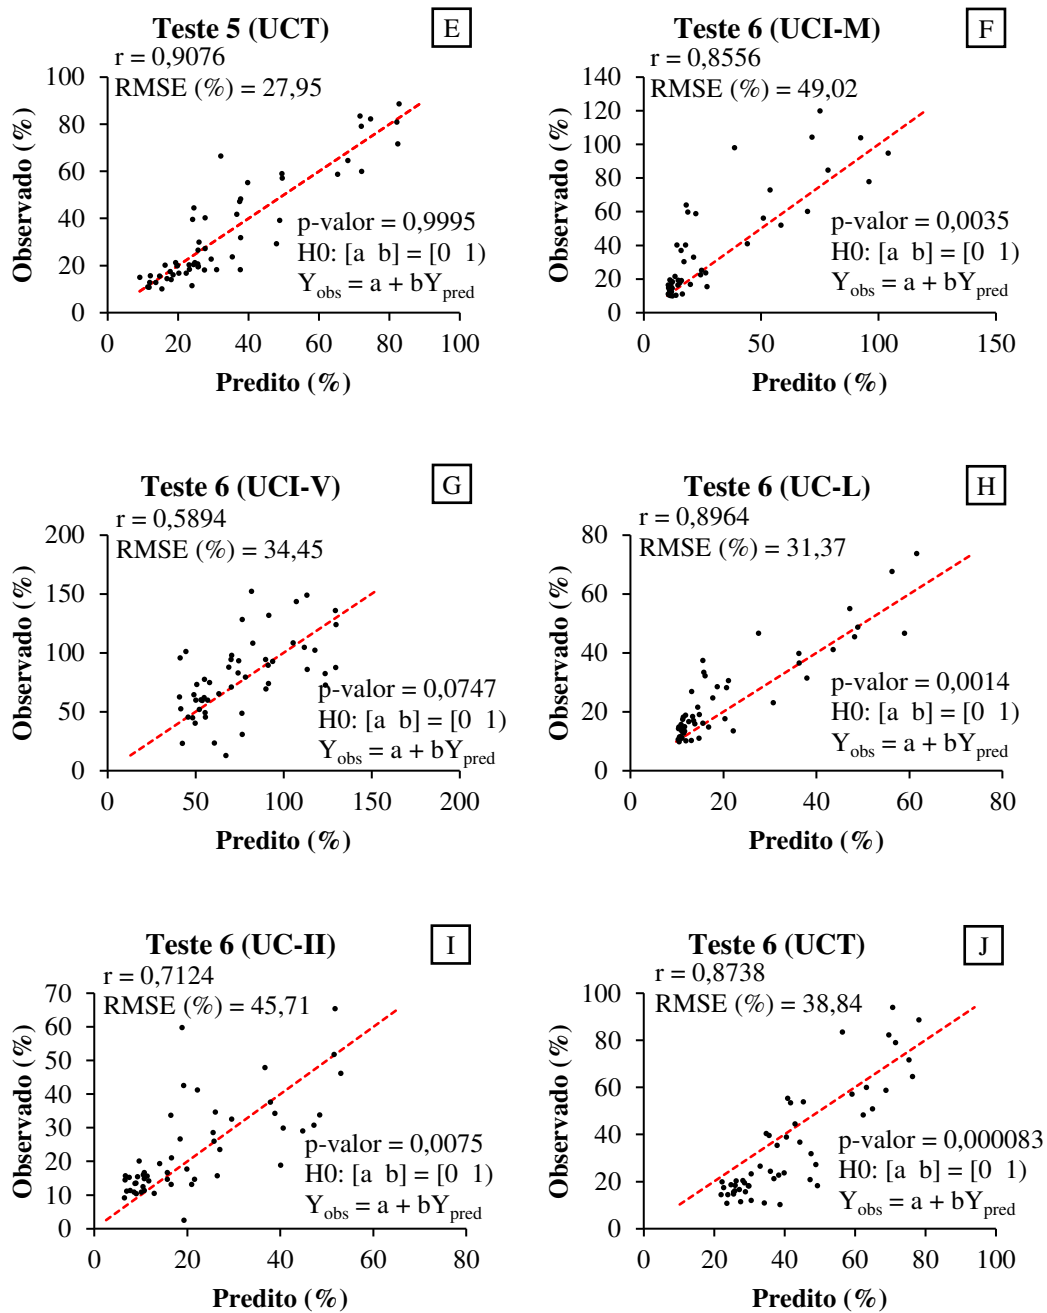 Teste 5 (UCT)
E
r = 0,9076
RMSE (%) = 27,95
100
80
60
40
20
0
Observado (%)
p-valor = 0,9995
H0: [a b] = [0 1)
Yobs = a + bYpred
0 20 40 60 80 100
Predito (%)
Teste 6 (UCI-M)
F
r = 0,8556
RMSE (%) = 49,02
140
120
100
80
60
40
20
0
Observado (%)
p-valor = 0,0035
H0: [a b] = [0 1)
Yobs = a + bYpred
0 50 100 150
Predito (%)
Teste 6 (UCI-V)
G
r = 0,5894
RMSE (%) = 34,45
200
150
100
50
0
Observado (%)
p-valor = 0,0747
H0: [a b] = [0 1)
Yobs = a + bYpred
0 50 100 150 200
Predito (%)
Teste 6 (UC-L)
H
r = 0,8964
RMSE (%) = 31,37
80
60
40
20
0
Observado (%)
p-valor = 0,0014
H0: [a b] = [0 1)
Yobs = a + bYpred
0 20 40 60 80
Predito (%)
Teste 6 (UC-II)
I
r = 0,7124
RMSE (%) = 45,71
70
60
50
40
30
20
10
0
Observado (%)
p-valor = 0,0075
H0: [a b] = [0 1)
Yobs = a + bYpred
0 20 40 60 80
Predito (%)
Teste 6 (UCT)
J
r = 0,8738
RMSE (%) = 38,84
100
80
60
40
20
0
Observado (%)
p-valor = 0,000083
H0: [a b] = [0 1)
Yobs = a + bYpred
0 20 40 60 80 100
Predito (%)